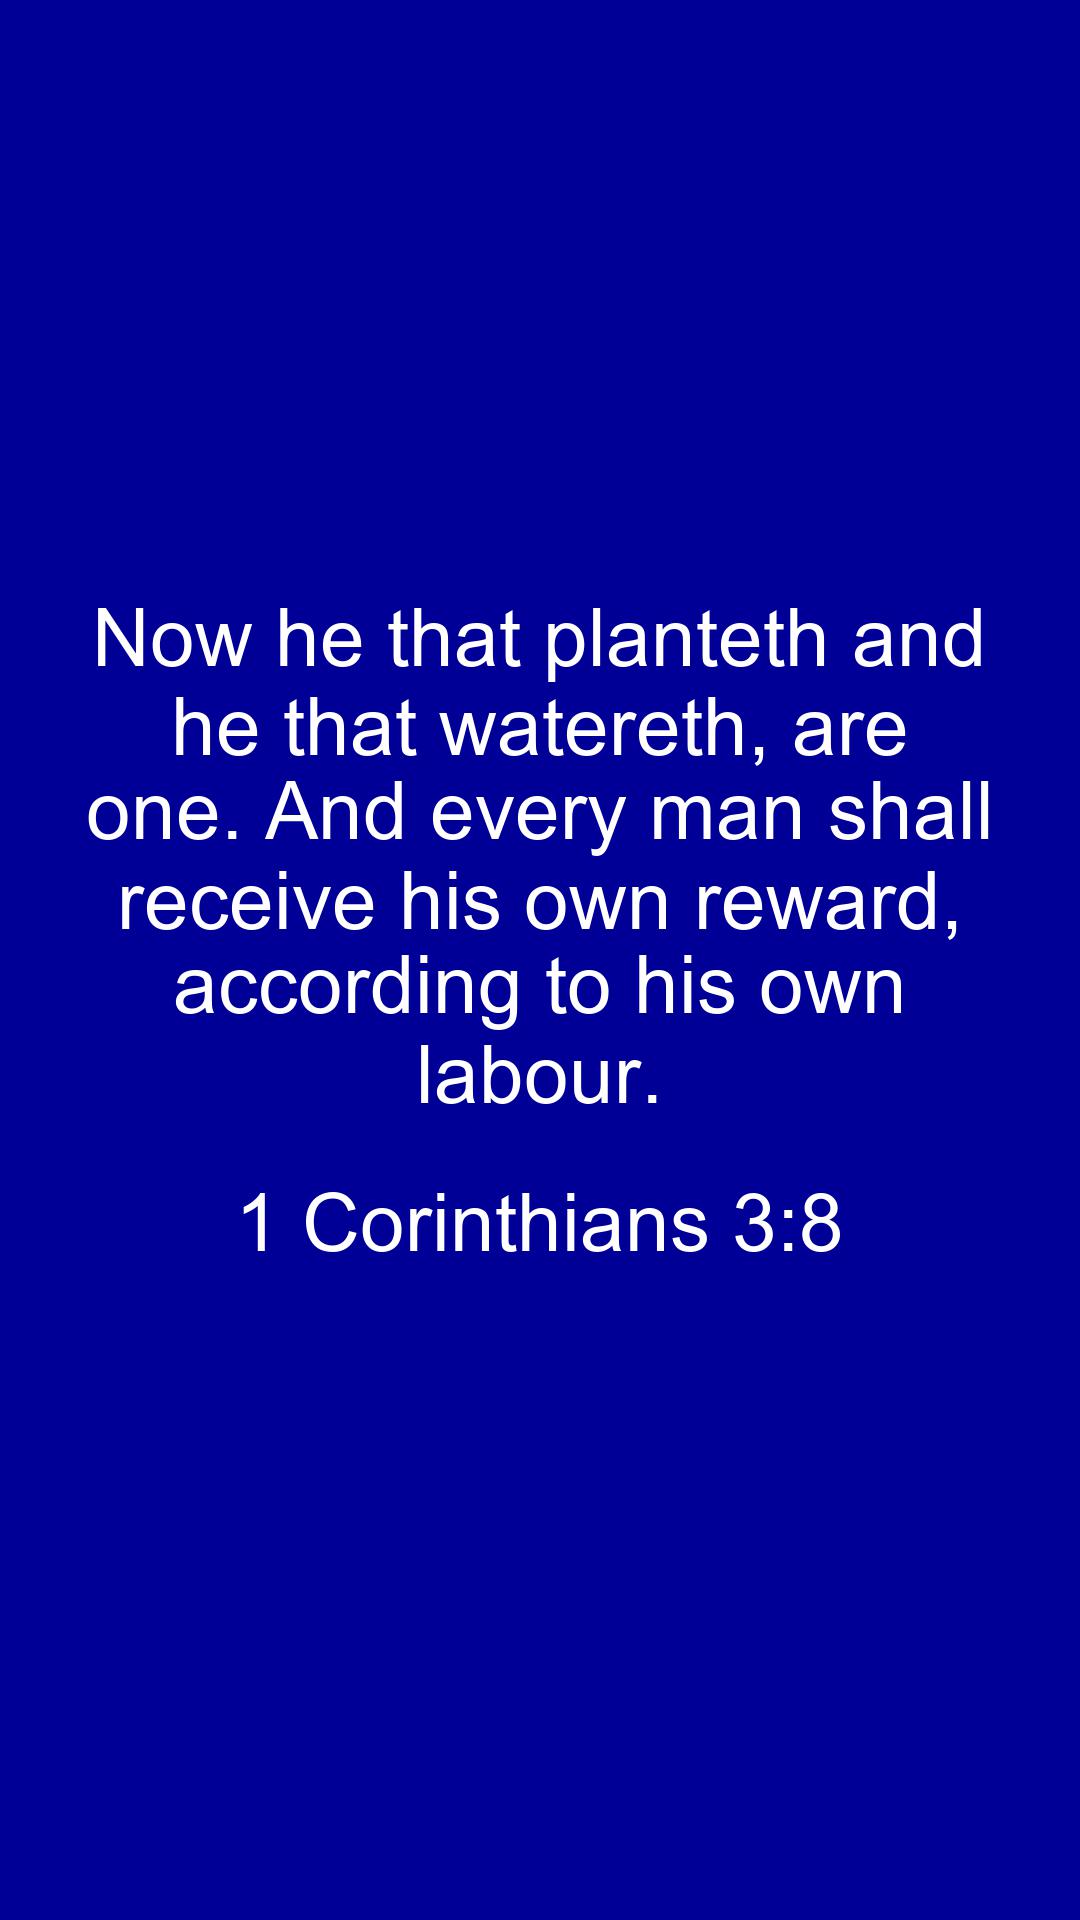 Now he that planteth and
he that watereth, are
one. And every man shall
receive his own reward,
according to his own
labour.
1 Corinthians 3:8